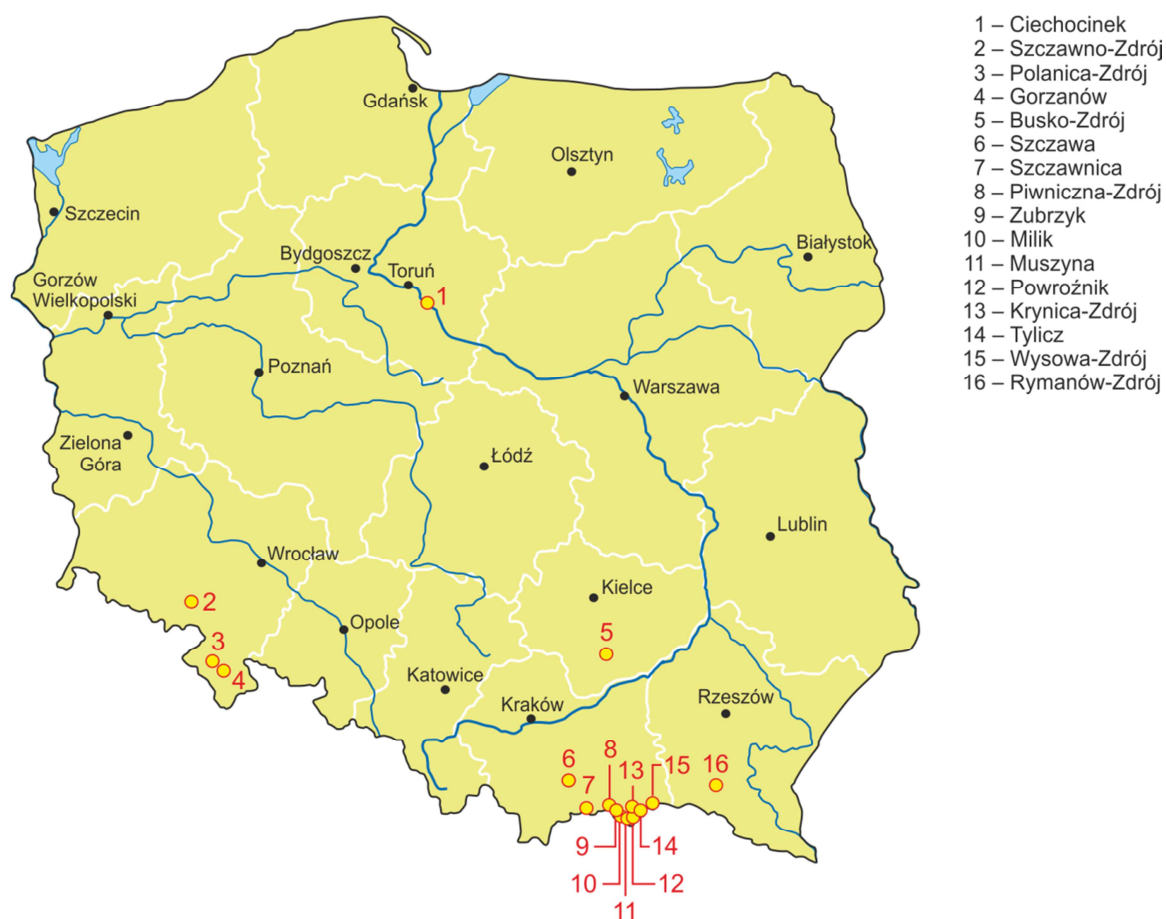 1 – Ciechocinek
2 – Szczawno-Zdrój
3 – Polanica-Zdrój
4 – Gorzanów
5 – Busko-Zdrój
6 – Szczawa
7 – Szczawnica
8 – Piwniczna-Zdrój
9 – Zubrzyk
10 – Milik
11 – Muszyna
12 – Powroźnik
13 – Krynica-Zdrój
14 – Tylicz
15 – Wysowa-Zdrój
16 – Rymanów-Zdrój
Gdańsk
Olsztyn
Szczecin
Białystok
Bydgoszcz
Toruń
Gorzów
Wielkopolski
1
Poznań
Warszawa
Zielona
Góra
Łódź
Lublin
Wrocław
Kielce
2
Opole
3
5
4
Katowice
Rzeszów
Kraków
6
8
13
15
16
7
9
14
10
12
11